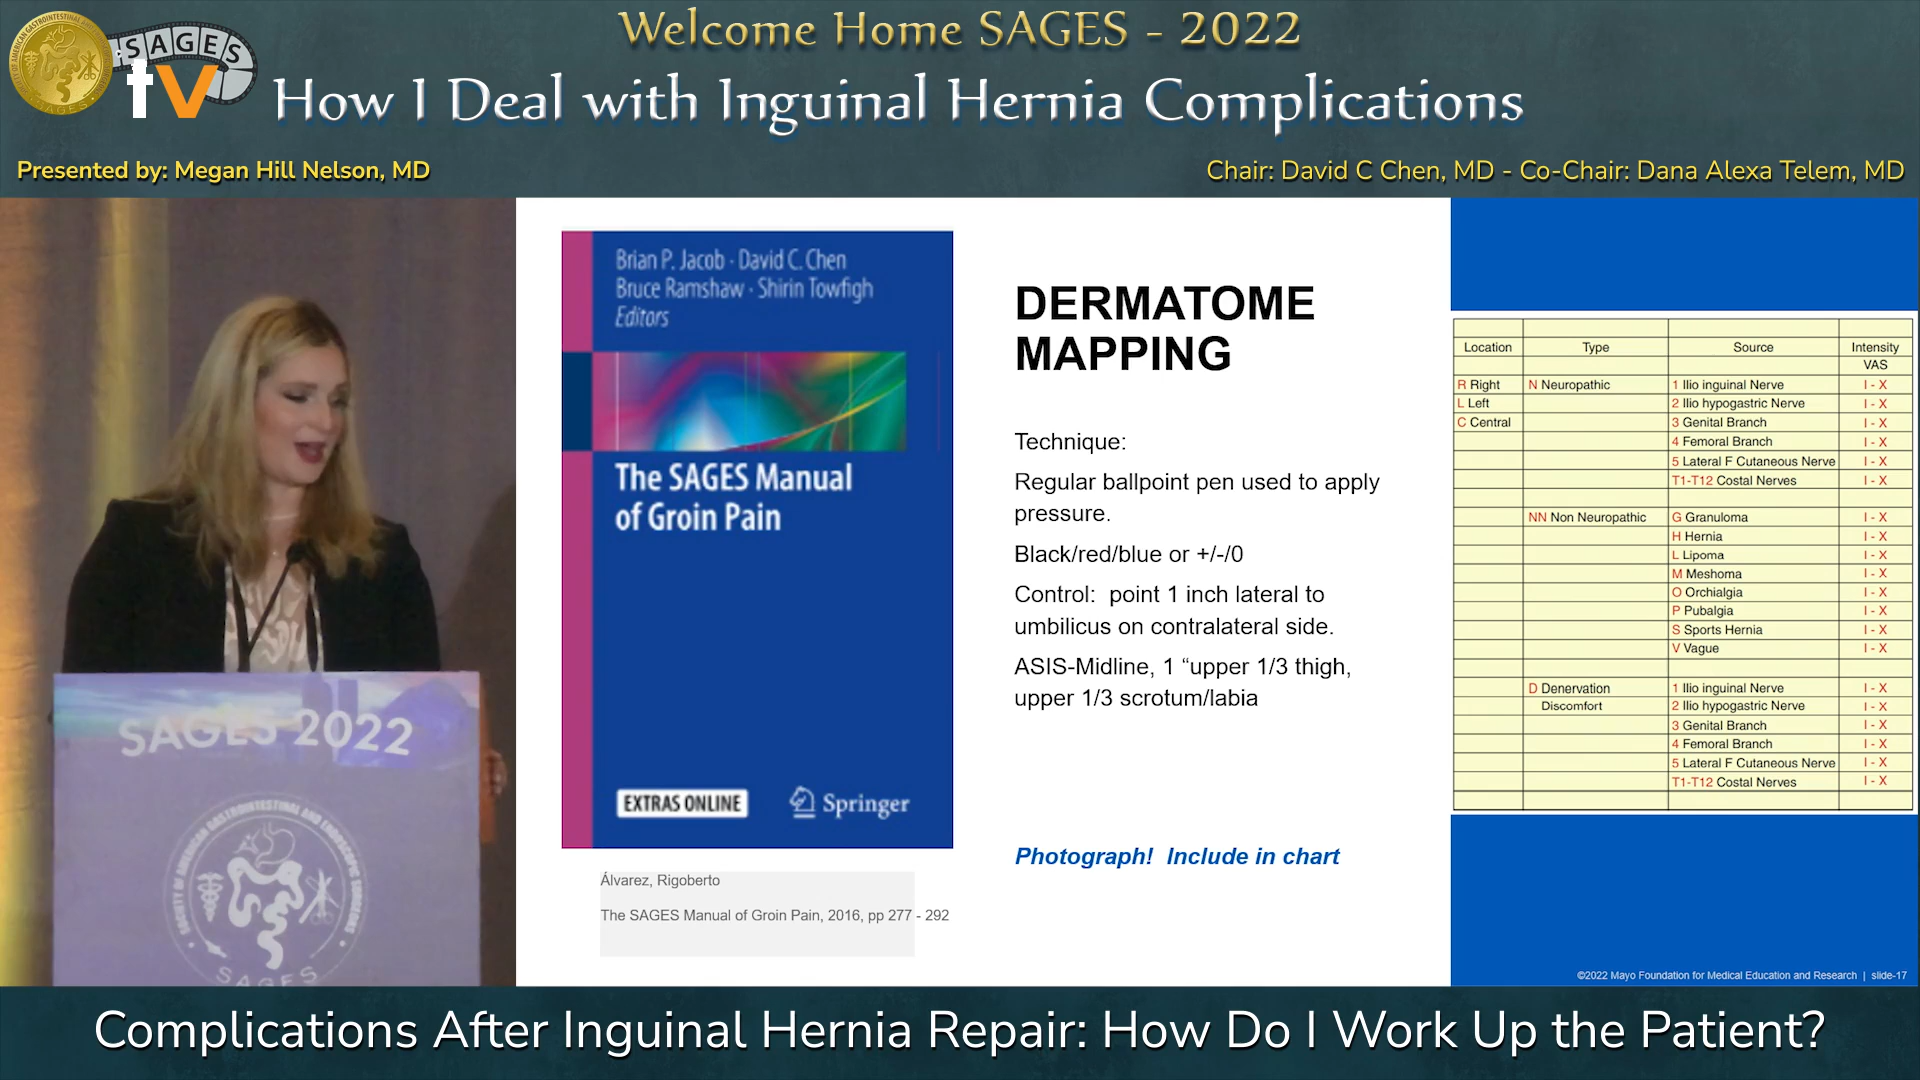 SAGES
tv
Welcome Home SAGES - 2022
How I Deal with Inguinal Hernia Complications
Presented by: Megan Hill Nelson, MD
Chair: David C Chen, MD - Co-Chair: Dana Alexa Telem, MD
SAGES 2022
SOCIETY OF AMERICAN GASTROINTESTINAL AND ENDOSCOPIC SURGEONS
SAGES
Brian P. Jacob · David C. Chen
Bruce Ramshaw · Shirin Towfigh
Editors
The SAGES Manual
of Groin Pain
EXTRAS ONLINE
Springer
Álvarez, Rigoberto
The SAGES Manual of Groin Pain, 2016, pp 277 - 292
DERMATOME
MAPPING
Technique:
Regular ballpoint pen used to apply
pressure.
Black/red/blue or +/-/0
Control:  point 1 inch lateral to
umbilicus on contralateral side.
ASIS-Midline, 1 “upper 1/3 thigh,
upper 1/3 scrotum/labia
Photograph!  Include in chart
Location Type Source Intensity
VAS
R Right N Neuropathic 1 Ilio inguinal Nerve I - X
L Left 2 Ilio hypogastric Nerve I - X
C Central 3 Genital Branch I - X
4 Femoral Branch I - X
5 Lateral F Cutaneous Nerve I - X
T1-T12 Costal Nerves I - X
NN Non Neuropathic G Granuloma I - X
H Hernia I - X
L Lipoma I - X
M Meshoma I - X
O Orchialgia I - X
P Pubalgia I - X
S Sports Hernia I - X
V Vague I - X
D Denervation 1 Ilio inguinal Nerve I - X
Discomfort 2 Ilio hypogastric Nerve I - X
3 Genital Branch I - X
4 Femoral Branch I - X
5 Lateral F Cutaneous Nerve I - X
T1-T12 Costal Nerves I - X
©2022 Mayo Foundation for Medical Education and Research | slide-17
Complications After Inguinal Hernia Repair: How Do I Work Up the Patient?